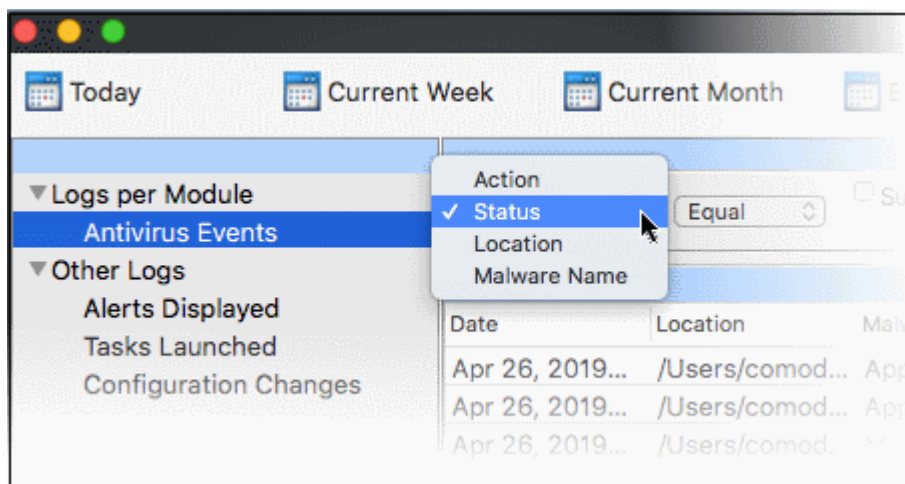 Today Current Week Current Month
Logs per Module
Antivirus Events
Other Logs
Alerts Displayed
Tasks Launched
Configuration Changes
Action
✓ Status
Location
Malware Name
Equal
Date Location
Apr 26, 2019... /Users/comod...
Apr 26, 2019... /Users/comod...
Apr 26, 2019... /Users/comod.